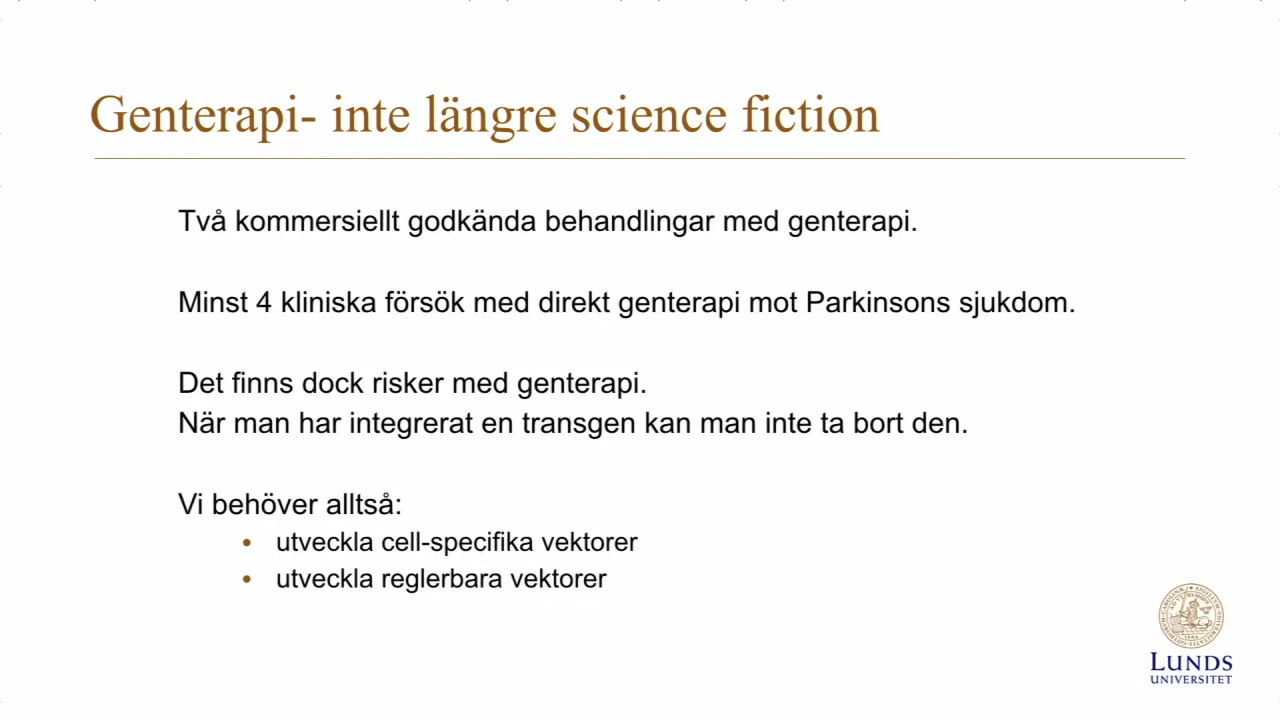 Genterapi- inte längre science fiction
Två kommersiellt godkända behandlingar med genterapi.
Minst 4 kliniska försök med direkt genterapi mot Parkinsons sjukdom.
Det finns dock risker med genterapi.
När man har integrerat en transgen kan man inte ta bort den.
Vi behöver alltså:
• utveckla cell-specifika vektorer
• utveckla reglerbara vektorer
LUNDS
UNIVERSITET